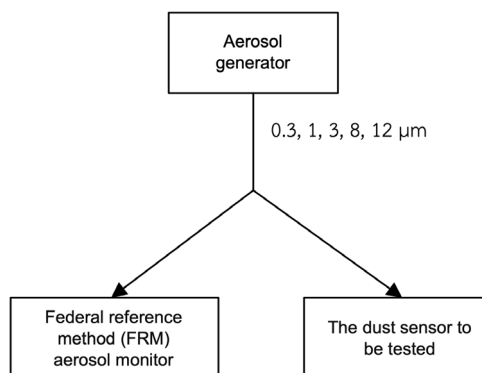 Aerosol
generator
0.3, 1, 3, 8, 12 µm
Federal reference
method (FRM)
aerosol monitor
The dust sensor to
be tested